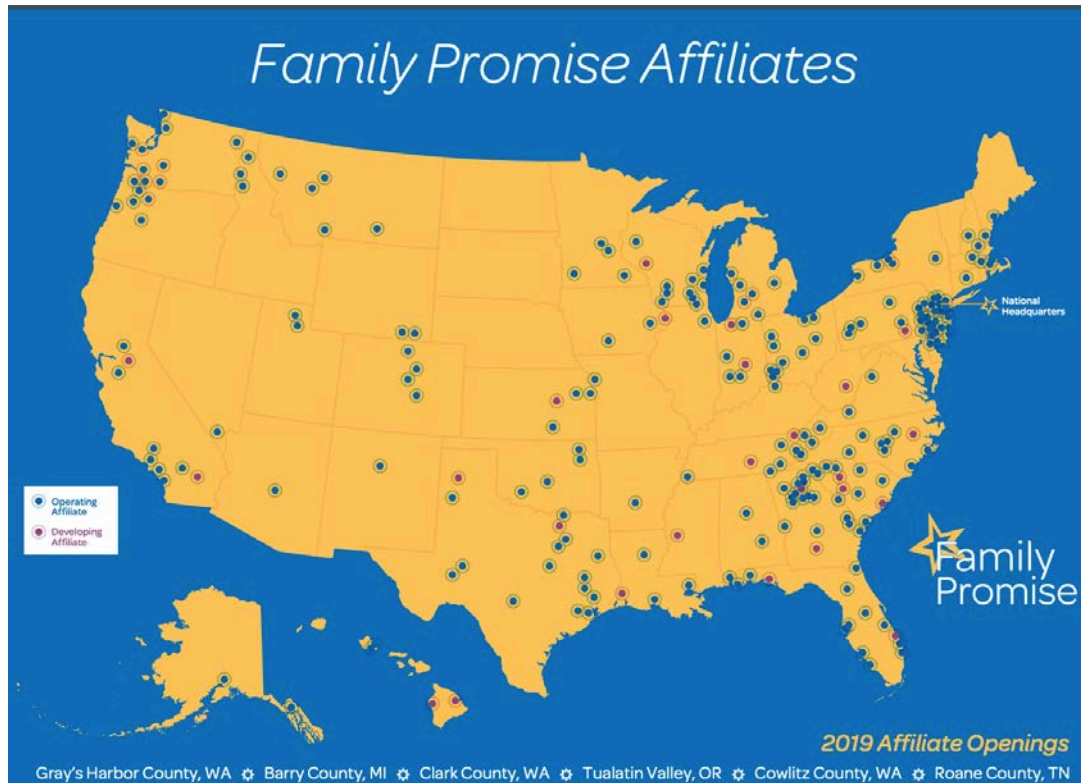 Family Promise Affiliates
National
Headquarters
Operating
Affiliate
Developing
Affiliate
Family
Promise
2019 Affiliate Openings
Gray's Harbor County, WA ✡ Barry County, MI ✡ Clark County, WA ✡ Tualatin Valley, OR ✡ Cowlitz County, WA ✡ Roane County, TN